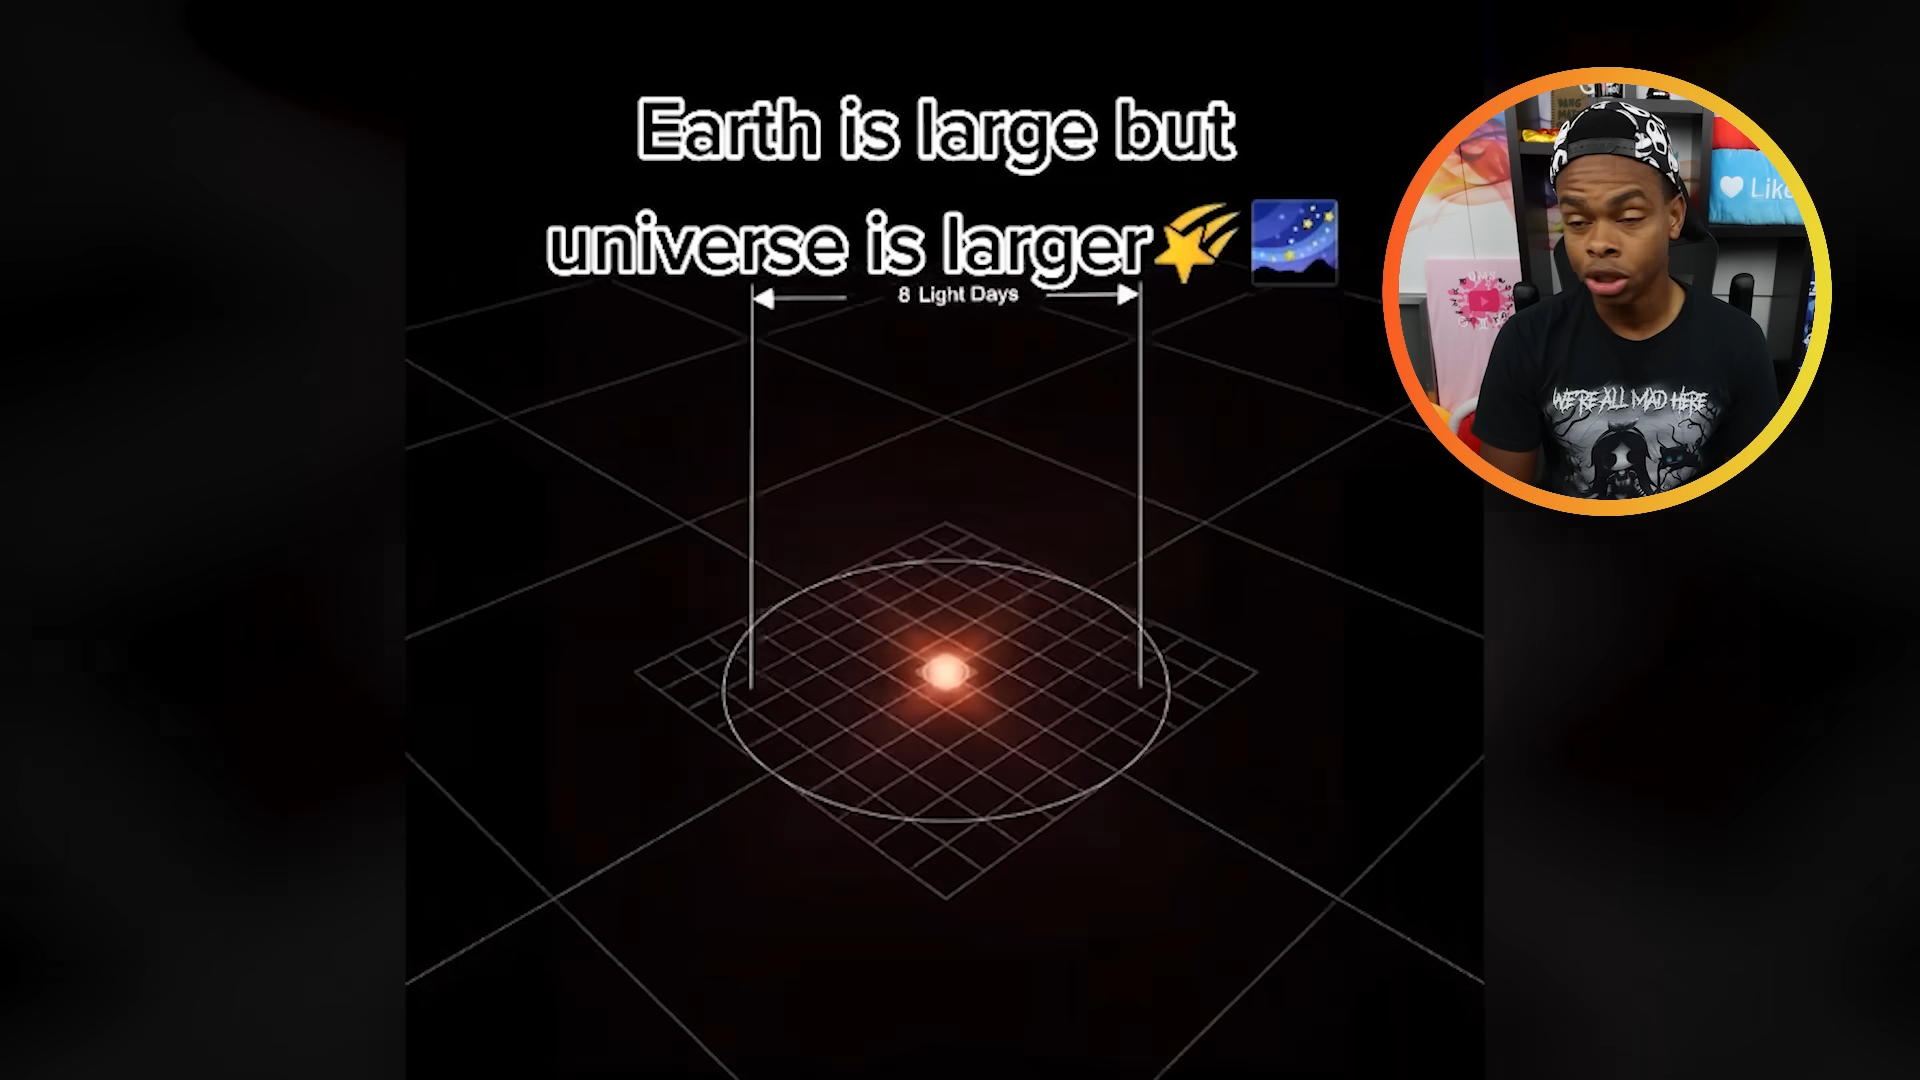 Earth is large but
universe is larger
8 Light Days
Like
WE'RE ALL MAD HERE